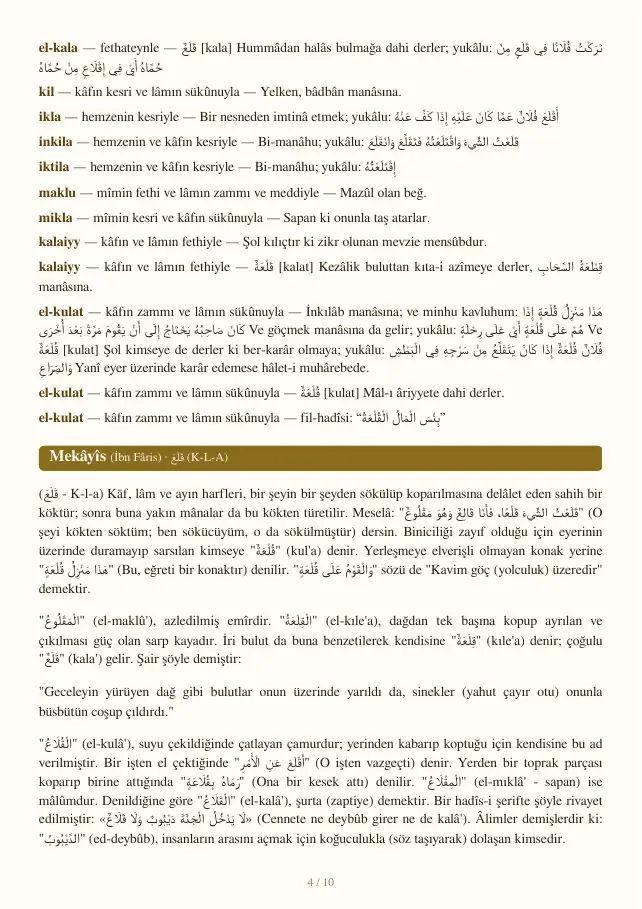 el-kala — fethateynle — قَلَعٌ [kala] Hummâdan halâs bulmağa dahi derler; yukâlu: تَرَكْتُ فُلَانًا فِي قَلَعٍ مِنْ
حُمَّاهُ أَيْ فِي إِقْلَاعٍ مِنْ حُمَّاهُ
kil — kâfın kesri ve lâmın sükûnuyla — Yelken, bâdbân manâsına.
ikla — hemzenin kesriyle — Bir nesneden imtinâ etmek; yukâlu: أَقْلَعَ فُلَانٌ عَمَّا كَانَ عَلَيْهِ إِذَا كَفَّ عَنْهُ
inkila — hemzenin ve kâfın kesriyle — Bi-manâhu; yukâlu: قَلَعْتُ الشَّيْءَ وَاقْتَلَعْتُهُ فَتَقَلَّعَ وَانْقَلَعَ
iktila — hemzenin ve kâfın kesriyle — Bi-manâhu; yukâlu: اِقْتَلَعْتُهُ
maklu — mîmin fethi ve lâmın zammı ve meddiyle — Mazûl olan beğ.
mikla — mîmin kesri ve kâfın sükûnuyla — Sapan ki onunla taş atarlar.
kalaiyy — kâfın ve lâmın fethiyle — Şol kılıçtır ki zikr olunan mevzie mensûbdur.
kalaiyy — kâfın ve lâmın fethiyle — قَلَعَةٌ [kalat] Kezâlik buluttan kıta-i azîmeye derler, قِطْعَةُ السَّحَابِ
manâsına.
el-kulat — kâfın zammı ve lâmın sükûnuyla — İnkılâb manâsına; ve minhu kavluhum: هَذَا مَنْزِلُ قُلْعَةٍ إِذَا
كَانَ صَاحِبُهُ يَحْتَاجُ إِلَى أَنْ يَقُومَ مَرَّةً بَعْدَ أُخْرَى Ve göçmek manâsına da gelir; yukâlu: هُمْ عَلَى قُلْعَةٍ أَيْ عَلَى رِحْلَةٍ Ve
قُلْعَةٌ [kulat] Şol kimseye de derler ki ber-karâr olmaya; yukâlu: فُلَانٌ قُلْعَةٌ إِذَا كَانَ يَتَقَلَّعُ مِنْ سَرْجِهِ فِي الْبَطْشِ
وَالصِّرَاعِ Yanî eyer üzerinde karâr edemese hâlet-i muhârebede.
el-kulat — kâfın zammı ve lâmın sükûnuyla — قُلْعَةٌ [kulat] Mâl-ı âriyyete dahi derler.
el-kulat — kâfın zammı ve lâmın sükûnuyla — fil-hadîsi: “بِئْسَ الْمَالُ الْقُلْعَةُ”
Mekâyîs (İbn Fâris) · قلع (K-L-A)
(قَلَعَ - K-l-a) Kâf, lâm ve ayın harfleri, bir şeyin bir şeyden sökülüp koparılmasına delâlet eden sahih bir
köktür; sonra buna yakın mânalar da bu kökten türetilir. Meselâ: "قَلَعْتُ الشَّيْءَ قَلْعًا، فَأَنَا قَالِعٌ وَهُوَ مَقْلُوعٌ" (O
şeyi kökten söktüm; ben sökücüyüm, o da sökülmüştür) dersin. Biniciliği zayıf olduğu için eyerinin
üzerinde duramayıp sarsılan kimseye "قُلْعَةٌ" (kul'a) denir. Yerleşmeye elverişli olmayan konak yerine
"هَذَا مَنْزِلُ قُلْعَةٍ" (Bu, eğreti bir konaktır) denilir. "وَالْقَوْمُ عَلَى قُلْعَةٍ" sözü de "Kavim göç (yolculuk) üzeredir"
demektir.
"الْمَقْلُوعُ" (el-maklû'), azledilmiş emîrdir. "الْقِلَعَةُ" (el-kıle'a), dağdan tek başına kopup ayrılan ve
çıkılması güç olan sarp kayadır. İri bulut da buna benzetilerek kendisine "قِلَعَةٌ" (kıle'a) denir; çoğulu
"قَلَعٌ" (kala') gelir. Şair şöyle demiştir:
"Geceleyin yürüyen dağ gibi bulutlar onun üzerinde yarıldı da, sinekler (yahut çayır otu) onunla
büsbütün coşup çıldırdı."
"الْقُلَاعُ" (el-kulâ'), suyu çekildiğinde çatlayan çamurdur; yerinden kabarıp koptuğu için kendisine bu ad
verilmiştir. Bir işten el çektiğinde "أَقْلَعَ عَنِ الْأَمْرِ" (O işten vazgeçti) denir. Yerden bir toprak parçası
koparıp birine attığında "رَمَاهُ بِقُلَاعَةٍ" (Ona bir kesek attı) denilir. "الْمِقْلَاعُ" (el-mıklâ' - sapan) ise
mâlûmdur. Denildiğine göre "الْقَلَاعُ" (el-kalâ'), şurta (zaptiye) demektir. Bir hadîs-i şerifte şöyle rivayet
edilmiştir: «لَا يَدْخُلُ الْجَنَّةَ دَيْبُوبٌ وَلَا قَلَاعٌ» (Cennete ne deybûb girer ne de kalâ'). Âlimler demişlerdir ki:
"الدَّيْبُوبُ" (ed-deybûb), insanların arasını açmak için koğuculukla (söz taşıyarak) dolaşan kimsedir.
4 / 10